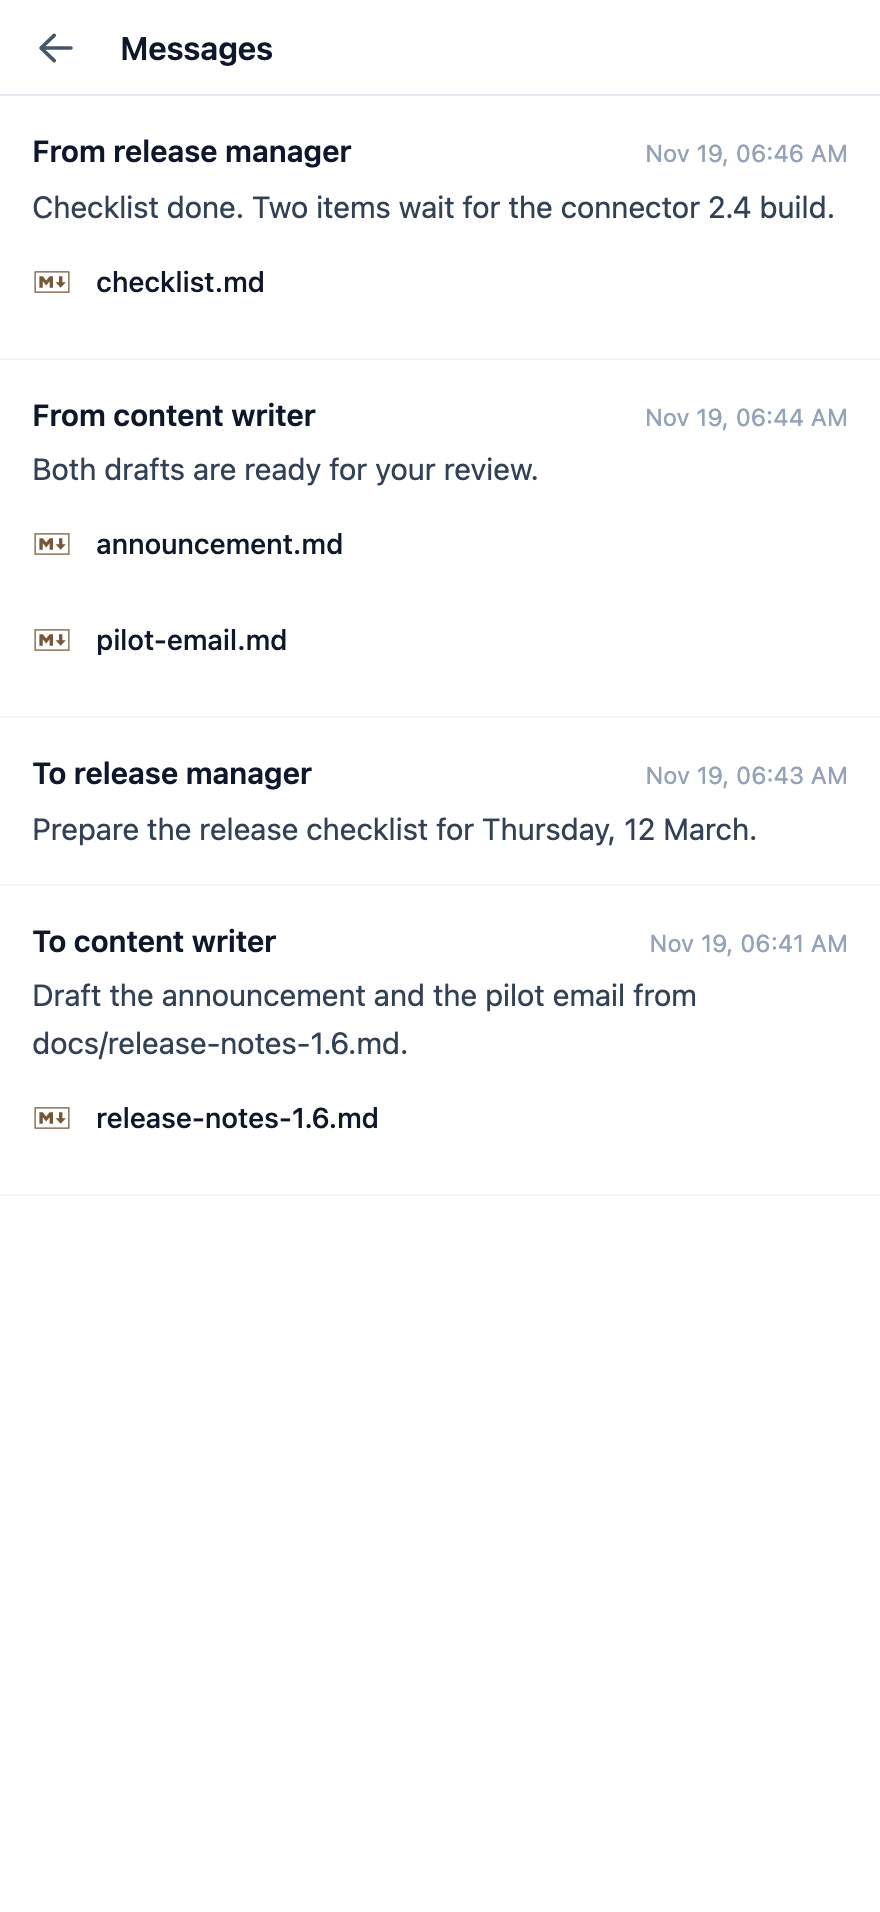 Messages
From release manager
Nov 19, 06:46 AM
Checklist done. Two items wait for the connector 2.4 build.
checklist.md
From content writer
Nov 19, 06:44 AM
Both drafts are ready for your review.
announcement.md
pilot-email.md
To release manager
Nov 19, 06:43 AM
Prepare the release checklist for Thursday, 12 March.
To content writer
Nov 19, 06:41 AM
Draft the announcement and the pilot email from
docs/release-notes-1.6.md.
release-notes-1.6.md